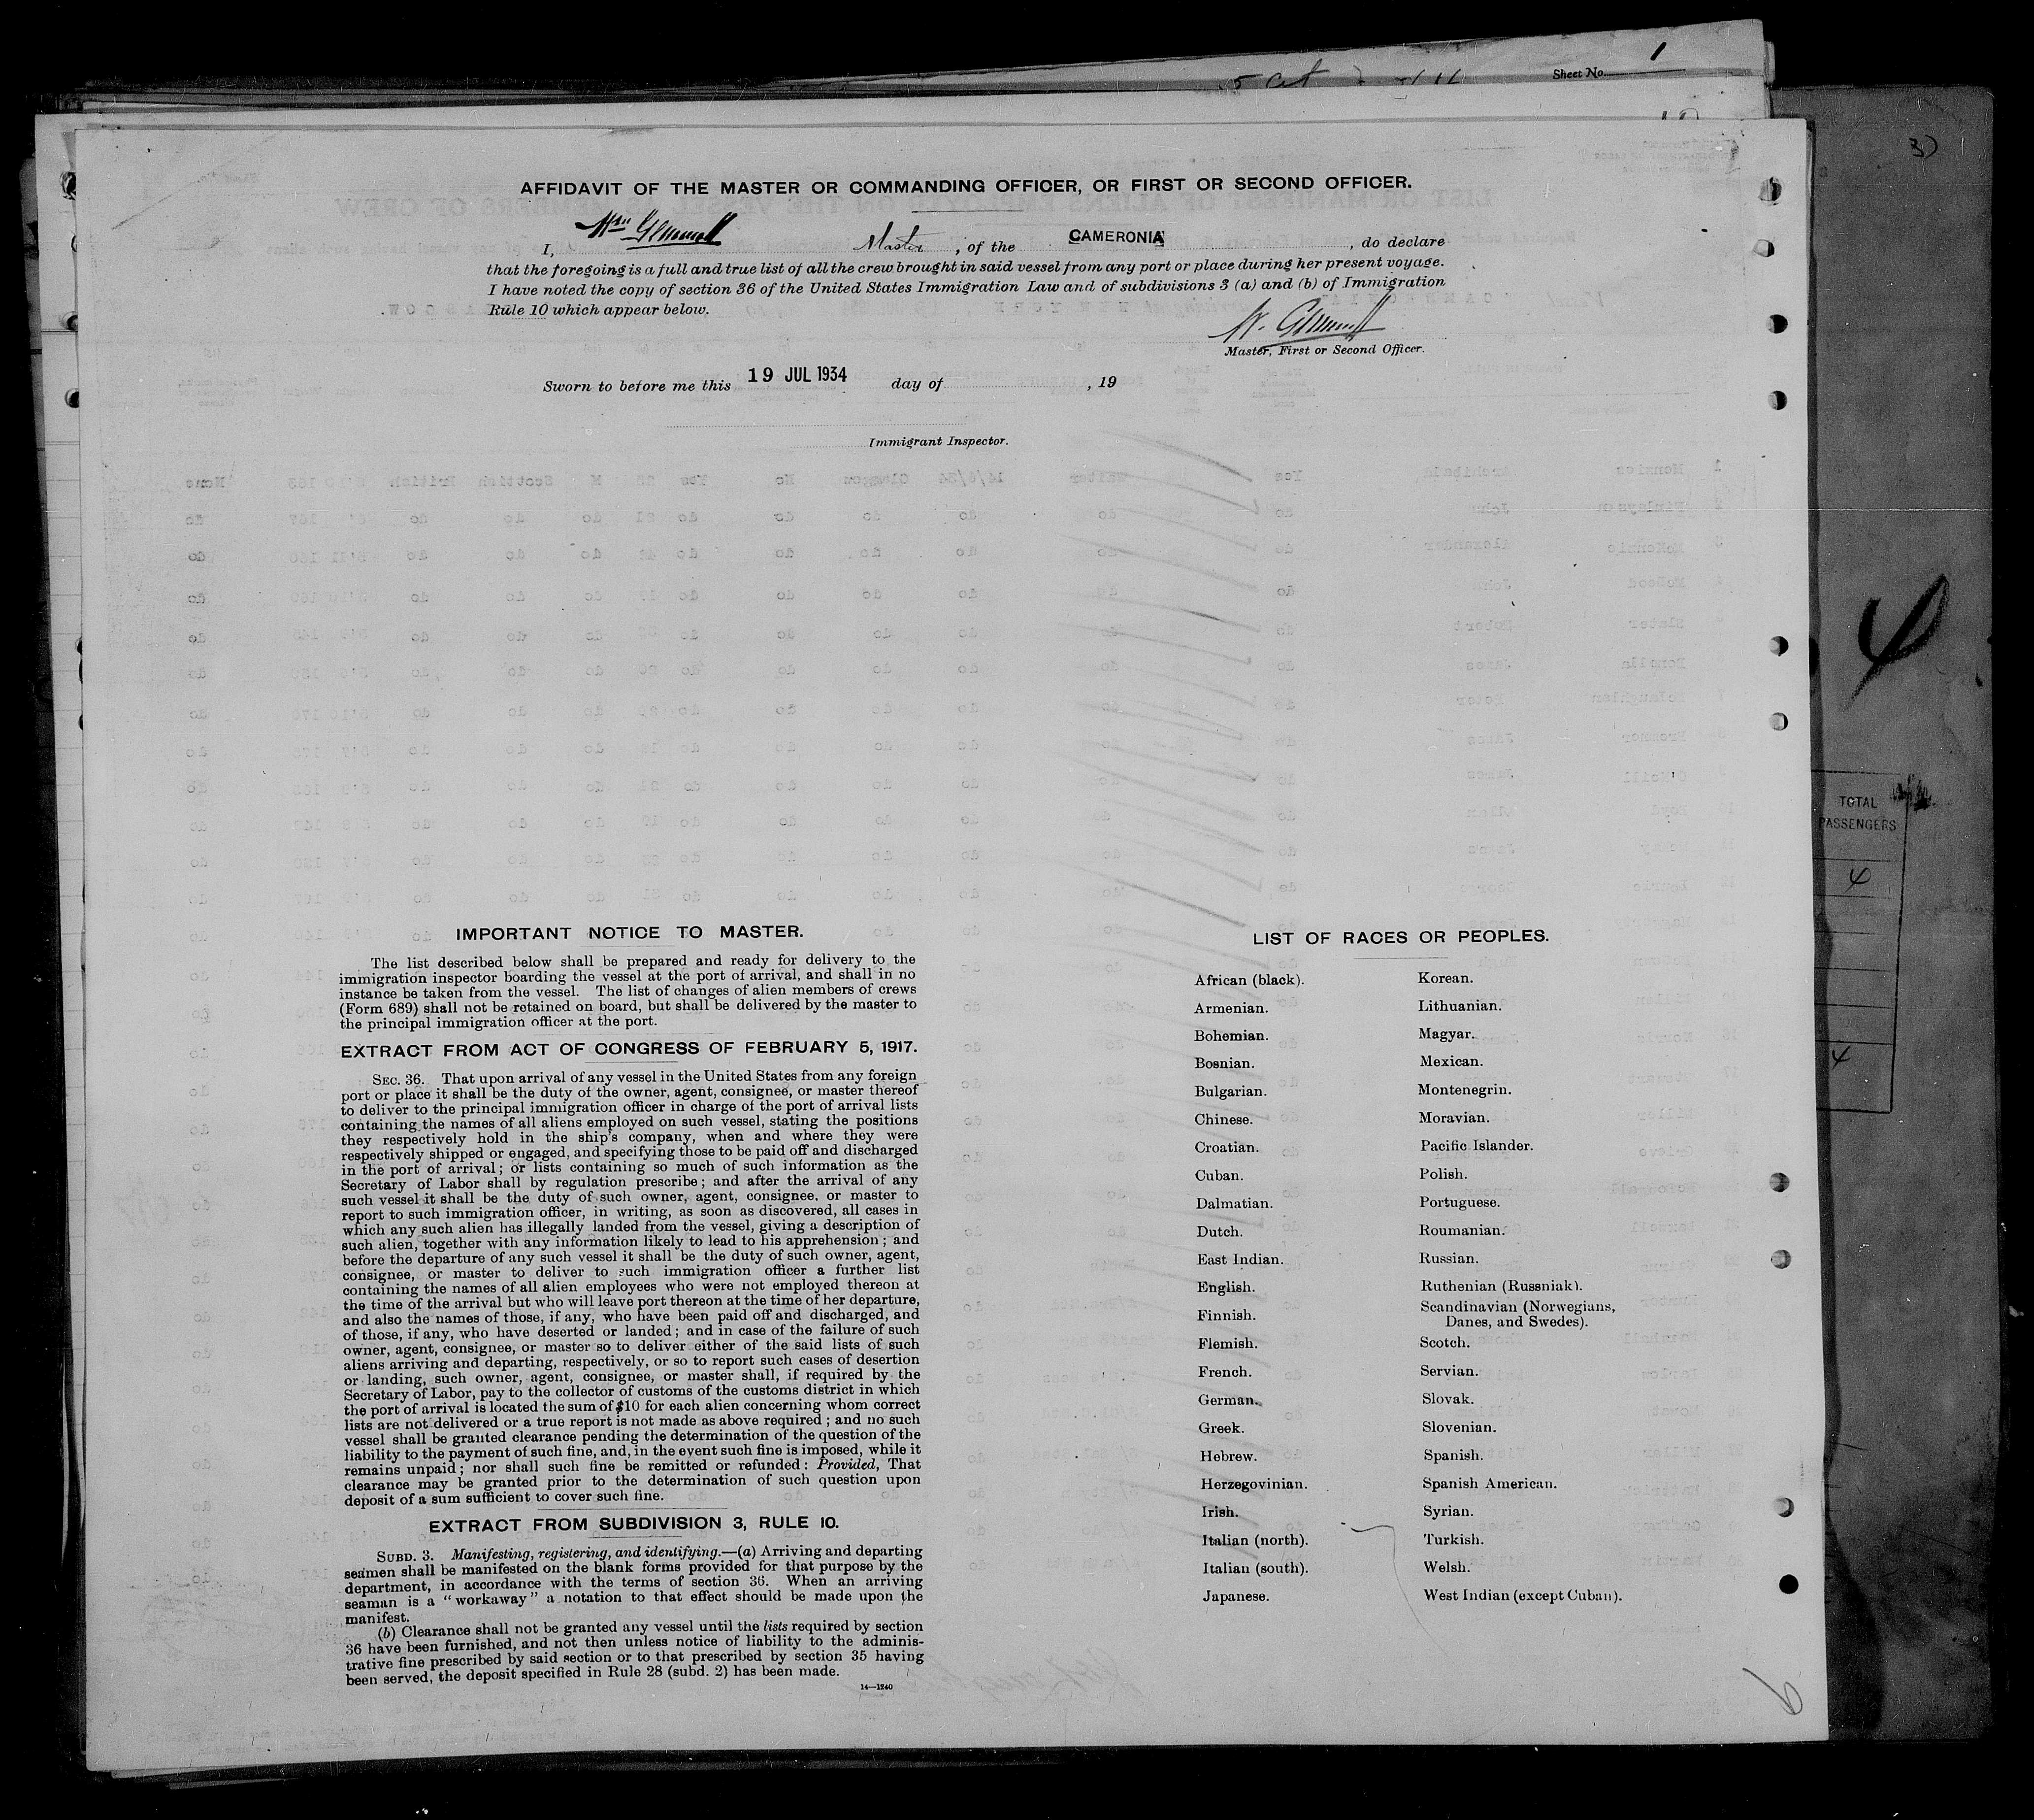 Sheet No. 1
AFFIDAVIT OF THE MASTER OR COMMANDING OFFICER, OR FIRST OR SECOND OFFICER.
I, Wm Gemmell Master, of the CAMERONIA, do declare
that the foregoing is a full and true list of all the crew brought in said vessel from any port or place during her present voyage.
I have noted the copy of section 36 of the United States Immigration Law and of subdivisions 3 (a) and (b) of Immigration
Rule 10 which appear below.
W. Gemmell
Master, First or Second Officer.
Sworn to before me this 19 JUL 1934 day of , 19
Immigrant Inspector.
IMPORTANT NOTICE TO MASTER.
The list described below shall be prepared and ready for delivery to the
immigration inspector boarding the vessel at the port of arrival, and shall in no
instance be taken from the vessel. The list of changes of alien members of crews
(Form 689) shall not be retained on board, but shall be delivered by the master to
the principal immigration officer at the port.
EXTRACT FROM ACT OF CONGRESS OF FEBRUARY 5, 1917.
SEC. 36. That upon arrival of any vessel in the United States from any foreign
port or place it shall be the duty of the owner, agent, consignee, or master thereof
to deliver to the principal immigration officer in charge of the port of arrival lists
containing the names of all aliens employed on such vessel, stating the positions
they respectively hold in the ship's company, when and where they were
respectively shipped or engaged, and specifying those to be paid off and discharged
in the port of arrival; or lists containing so much of such information as the
Secretary of Labor shall by regulation prescribe; and after the arrival of any
such vessel it shall be the duty of such owner, agent, consignee, or master to
report to such immigration officer, in writing, as soon as discovered, all cases in
which any such alien has illegally landed from the vessel, giving a description of
such alien, together with any information likely to lead to his apprehension; and
before the departure of any such vessel it shall be the duty of such owner, agent,
consignee, or master to deliver to such immigration officer a further list
containing the names of all alien employees who were not employed thereon at
the time of the arrival but who will leave port thereon at the time of her departure,
and also the names of those, if any, who have been paid off and discharged, and
of those, if any, who have deserted or landed; and in case of the failure of such
owner, agent, consignee, or master so to deliver either of the said lists of such
aliens arriving and departing, respectively, or so to report such cases of desertion
or landing, such owner, agent, consignee, or master shall, if required by the
Secretary of Labor, pay to the collector of customs of the customs district in which
the port of arrival is located the sum of $10 for each alien concerning whom correct
lists are not delivered or a true report is not made as above required; and no such
vessel shall be granted clearance pending the determination of the question of the
liability to the payment of such fine, and, in the event such fine is imposed, while it
remains unpaid; nor shall such fine be remitted or refunded: Provided, That
clearance may be granted prior to the determination of such question upon
deposit of a sum sufficient to cover such fine.
EXTRACT FROM SUBDIVISION 3, RULE 10.
SUBD. 3. Manifesting, registering, and identifying.—(a) Arriving and departing
seamen shall be manifested on the blank forms provided for that purpose by the
department, in accordance with the terms of section 36. When an arriving
seaman is a "workaway" a notation to that effect should be made upon the
manifest.
(b) Clearance shall not be granted any vessel until the lists required by section
36 have been furnished, and not then unless notice of liability to the adminis-
trative fine prescribed by said section or to that prescribed by section 35 having
been served, the deposit specified in Rule 28 (subd. 2) has been made.
14—1240
LIST OF RACES OR PEOPLES.
African (black).
Armenian.
Bohemian.
Bosnian.
Bulgarian.
Chinese.
Croatian.
Cuban.
Dalmatian.
Dutch.
East Indian.
English.
Finnish.
Flemish.
French.
German.
Greek.
Hebrew.
Herzegovinian.
Irish.
Italian (north).
Italian (south).
Japanese.
Korean.
Lithuanian.
Magyar.
Mexican.
Montenegrin.
Moravian.
Pacific Islander.
Polish.
Portuguese.
Roumanian.
Russian.
Ruthenian (Russniak).
Scandinavian (Norwegians,
Danes, and Swedes).
Scotch.
Servian.
Slovak.
Slovenian.
Spanish.
Spanish American.
Syrian.
Turkish.
Welsh.
West Indian (except Cuban).
TOTAL
PASSENGERS
4
4